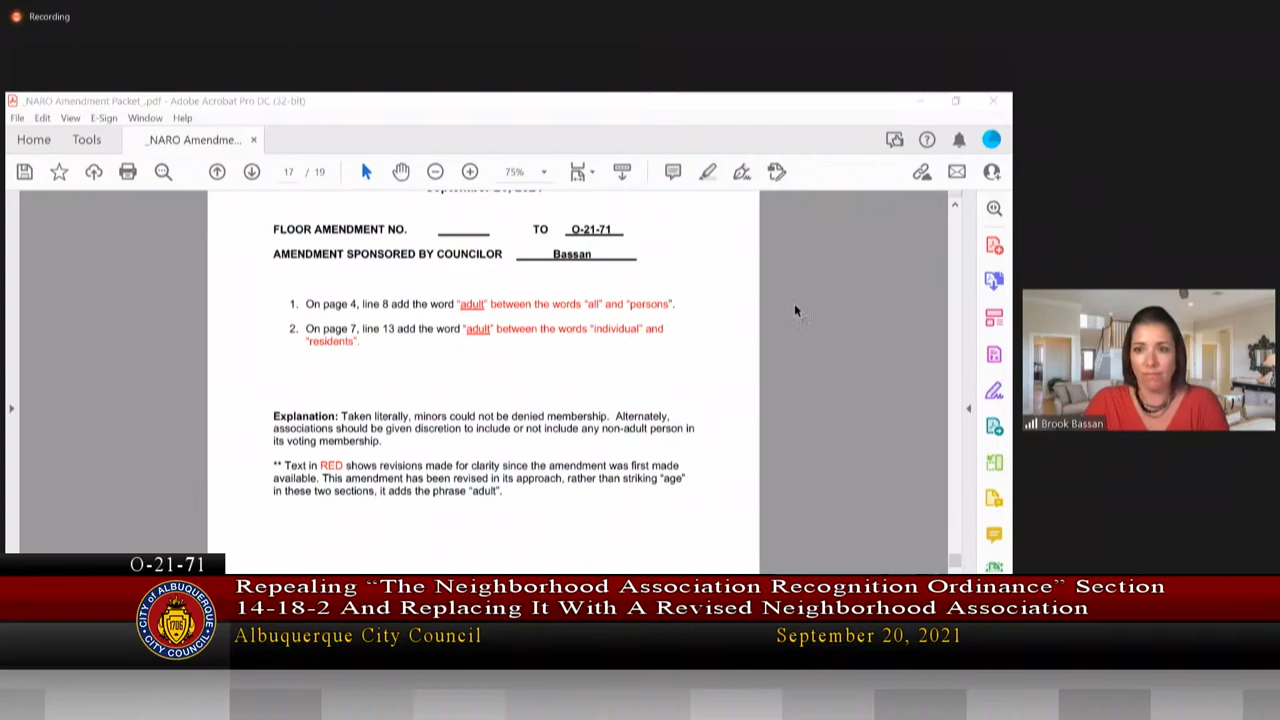 Recording
_NARO Amendment Packet_.pdf - Adobe Acrobat Pro DC (32-bit)
File Edit View E-Sign Window Help
Home Tools _NARO Amendme... ×
17 / 19 75%
FLOOR AMENDMENT NO. ________ TO O-21-71
AMENDMENT SPONSORED BY COUNCILOR Bassan
1. On page 4, line 8 add the word “adult” between the words “all” and “persons”.
2. On page 7, line 13 add the word “adult” between the words “individual” and
“residents”.
Explanation: Taken literally, minors could not be denied membership. Alternately,
associations should be given discretion to include or not include any non-adult person in
its voting membership.
** Text in RED shows revisions made for clarity since the amendment was first made
available. This amendment has been revised in its approach, rather than striking “age”
in these two sections, it adds the phrase “adult”.
Brook Bassan
O-21-71
Repealing “The Neighborhood Association Recognition Ordinance” Section
14-18-2 And Replacing It With A Revised Neighborhood Association
CITY OF ALBUQUERQUE
1706
CITY COUNCIL
Albuquerque City Council September 20, 2021